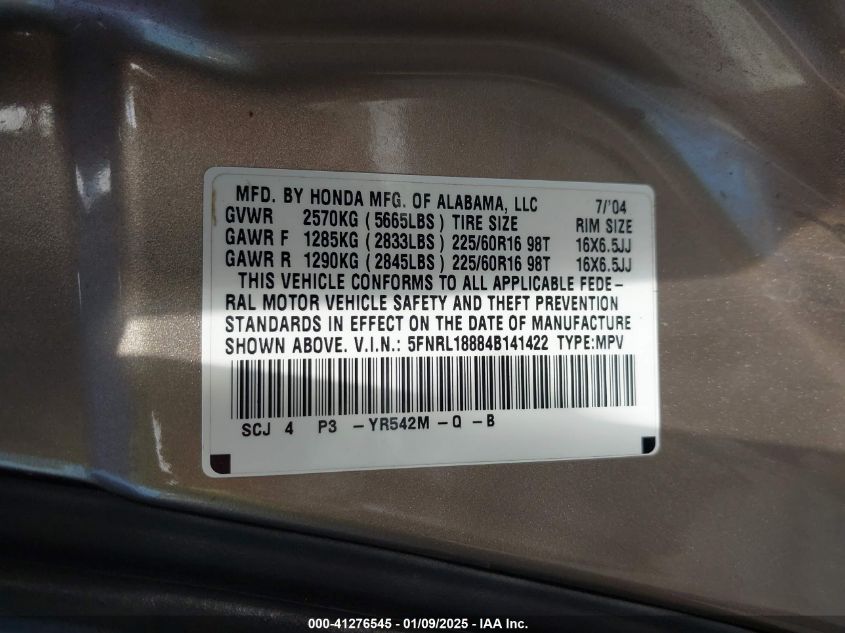 MFD. BY HONDA MFG. OF ALABAMA, LLC 7/'04
GVWR 2570KG (5665LBS) TIRE SIZE RIM SIZE
GAWR F 1285KG (2833LBS) 225/60R16 98T 16X6.5JJ
GAWR R 1290KG (2845LBS) 225/60R16 98T 16X6.5JJ
THIS VEHICLE CONFORMS TO ALL APPLICABLE FEDE-
RAL MOTOR VEHICLE SAFETY AND THEFT PREVENTION
STANDARDS IN EFFECT ON THE DATE OF MANUFACTURE
SHOWN ABOVE. V.I.N.: 5FNRL18884B141422 TYPE:MPV
SCJ 4 P3 -YR542M-Q -B
000-41276545 - 01/09/2025 - IAA Inc.